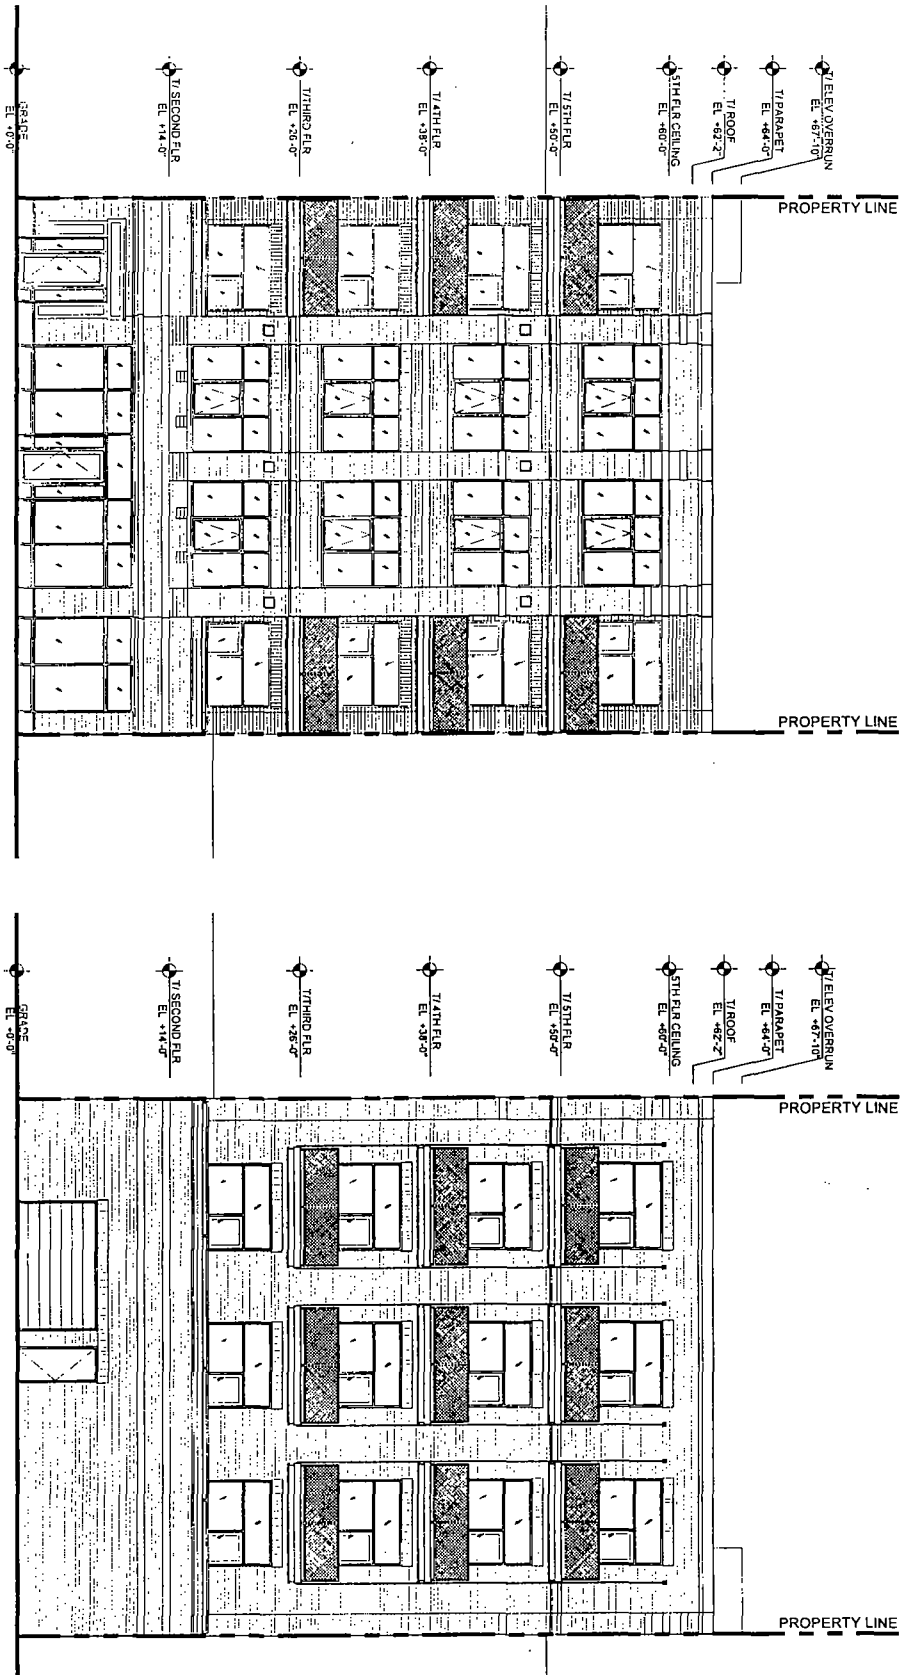 T/ ELEV OVERRUN
EL +67'-10"
T/ PARAPET
EL +64'-0"
T/ ROOF
EL +62'-2"
5TH FLR CEILING
EL +60'-0"
T/ 5TH FLR
EL +50'-0"
T/ 4TH FLR
EL +38'-0"
T/ THIRD FLR
EL +26'-0"
T/ SECOND FLR
EL +14'-0"
GRADE
EL +0'-0"
PROPERTY LINE
PROPERTY LINE
T/ ELEV OVERRUN
EL +67'-10"
T/ PARAPET
EL +64'-0"
T/ ROOF
EL +62'-2"
5TH FLR CEILING
EL +60'-0"
T/ 5TH FLR
EL +50'-0"
T/ 4TH FLR
EL +38'-0"
T/ THIRD FLR
EL +26'-0"
T/ SECOND FLR
EL +14'-0"
GRADE
EL +0'-0"
PROPERTY LINE
PROPERTY LINE